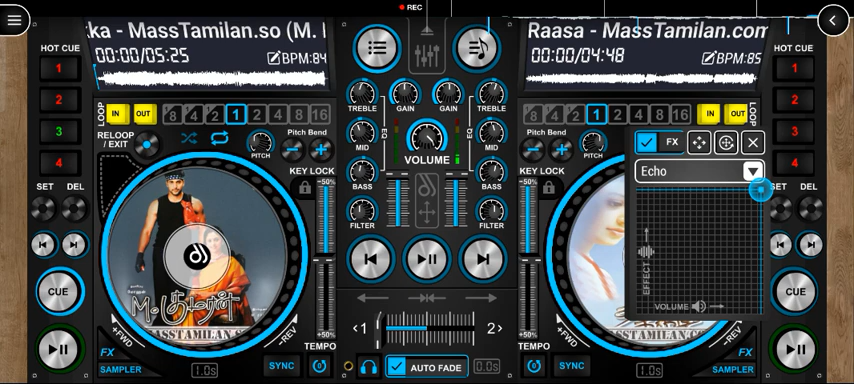 REC
ka - MassTamilan.so (M.
00:00/05:25
BPM:84
Raasa - MassTamilan.com
00:00/04:48
BPM:85
HOT CUE
1
2
3
4
SET DEL
CUE
LOOP
IN OUT
/8 /4 /2 1 2 4 8 16
RELOOP
/ EXIT
PITCH
Pitch Bend
KEY LOCK
−50%
+50%
TEMPO
TREBLE
MID
BASS
FILTER
EQ
GAIN
GAIN
VOLUME
TREBLE
MID
BASS
FILTER
EQ
‹1
2›
AUTO FADE
0.0s
+FWD
-REV
FX
SAMPLER
1.0s
SYNC
M. குமரன்
MASSTAMILAN.
/8 /4 /2 1 2 4 8 16
IN OUT
LOOP
Pitch Bend
PITCH
KEY LOCK
−50%
+50%
TEMPO
SYNC
1.0s
+FWD
-REV
FX
SAMPLER
FX
Echo
EFFECT
VOLUME
HOT CUE
1
2
3
4
SET DEL
CUE